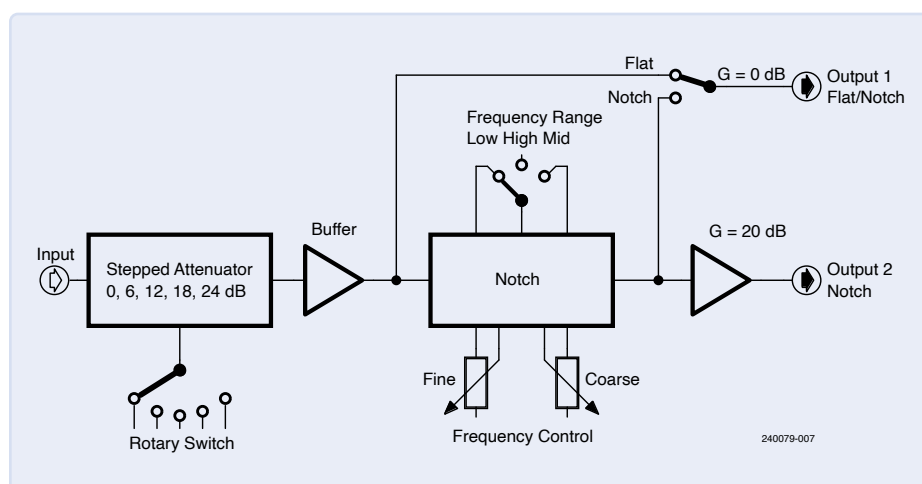 Flat
G = 0 dB
Output 1
Flat/Notch
Notch
Frequency Range
Low High Mid
Buffer
G = 20 dB
Input
Stepped Attenuator
0, 6, 12, 18, 24 dB
Notch
Output 2
Notch
Fine
Coarse
Rotary Switch
Frequency Control
240079-007